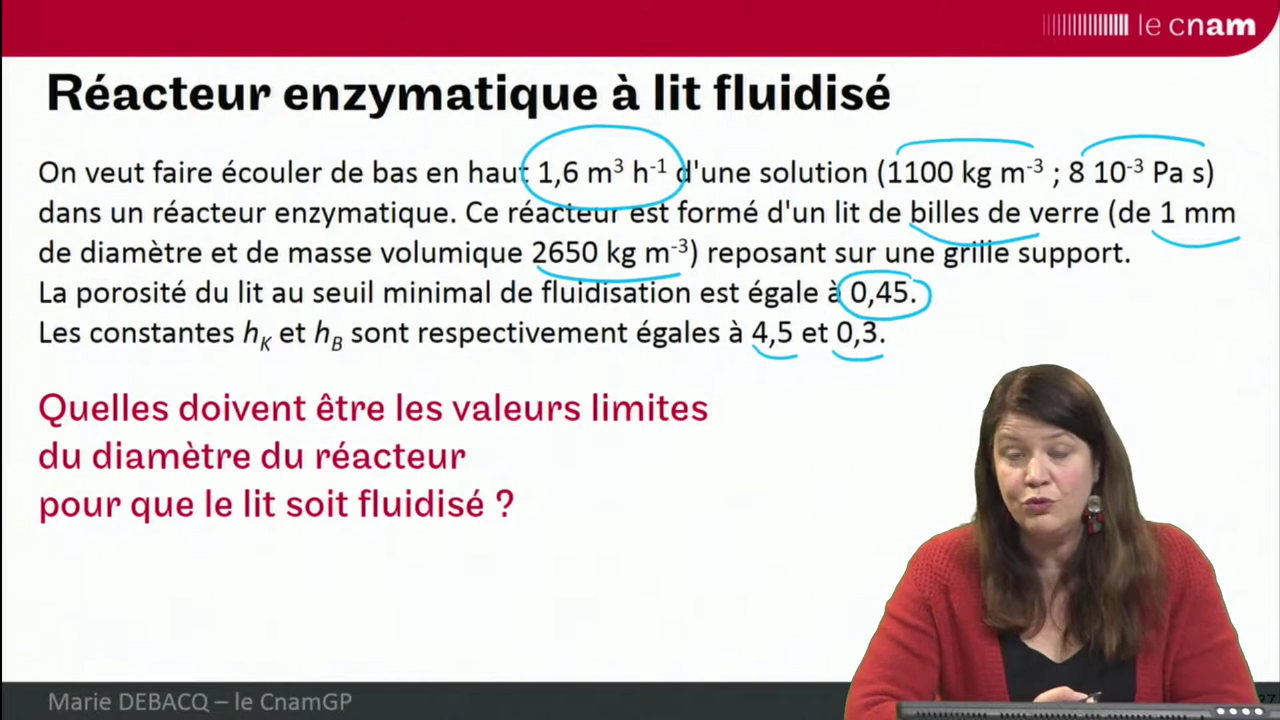 le cnam
Réacteur enzymatique à lit fluidisé
On veut faire écouler de bas en haut 1,6 m³ h⁻¹ d'une solution (1100 kg m⁻³ ; 8 10⁻³ Pa s)
dans un réacteur enzymatique. Ce réacteur est formé d'un lit de billes de verre (de 1 mm
de diamètre et de masse volumique 2650 kg m⁻³) reposant sur une grille support.
La porosité du lit au seuil minimal de fluidisation est égale à 0,45.
Les constantes hK et hB sont respectivement égales à 4,5 et 0,3.
Quelles doivent être les valeurs limites
du diamètre du réacteur
pour que le lit soit fluidisé ?
Marie DEBACQ – le CnamGP